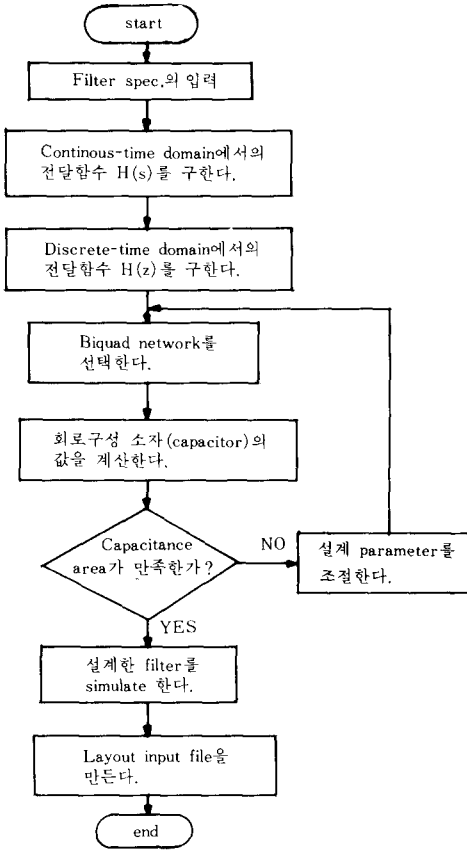 start
Filter spec.의 입력
Continous-time domain에서의
전달함수 H(s)를 구한다.
Discrete-time domain에서의
전달함수 H(z)를 구한다.
Biquad network를
선택한다.
회로구성 소자(capacitor)의
값을 계산한다.
Capacitance
area가 만족한가?
NO
설계 parameter를
조절한다.
YES
설계한 filter를
simulate 한다.
Layout input file을
만든다.
end